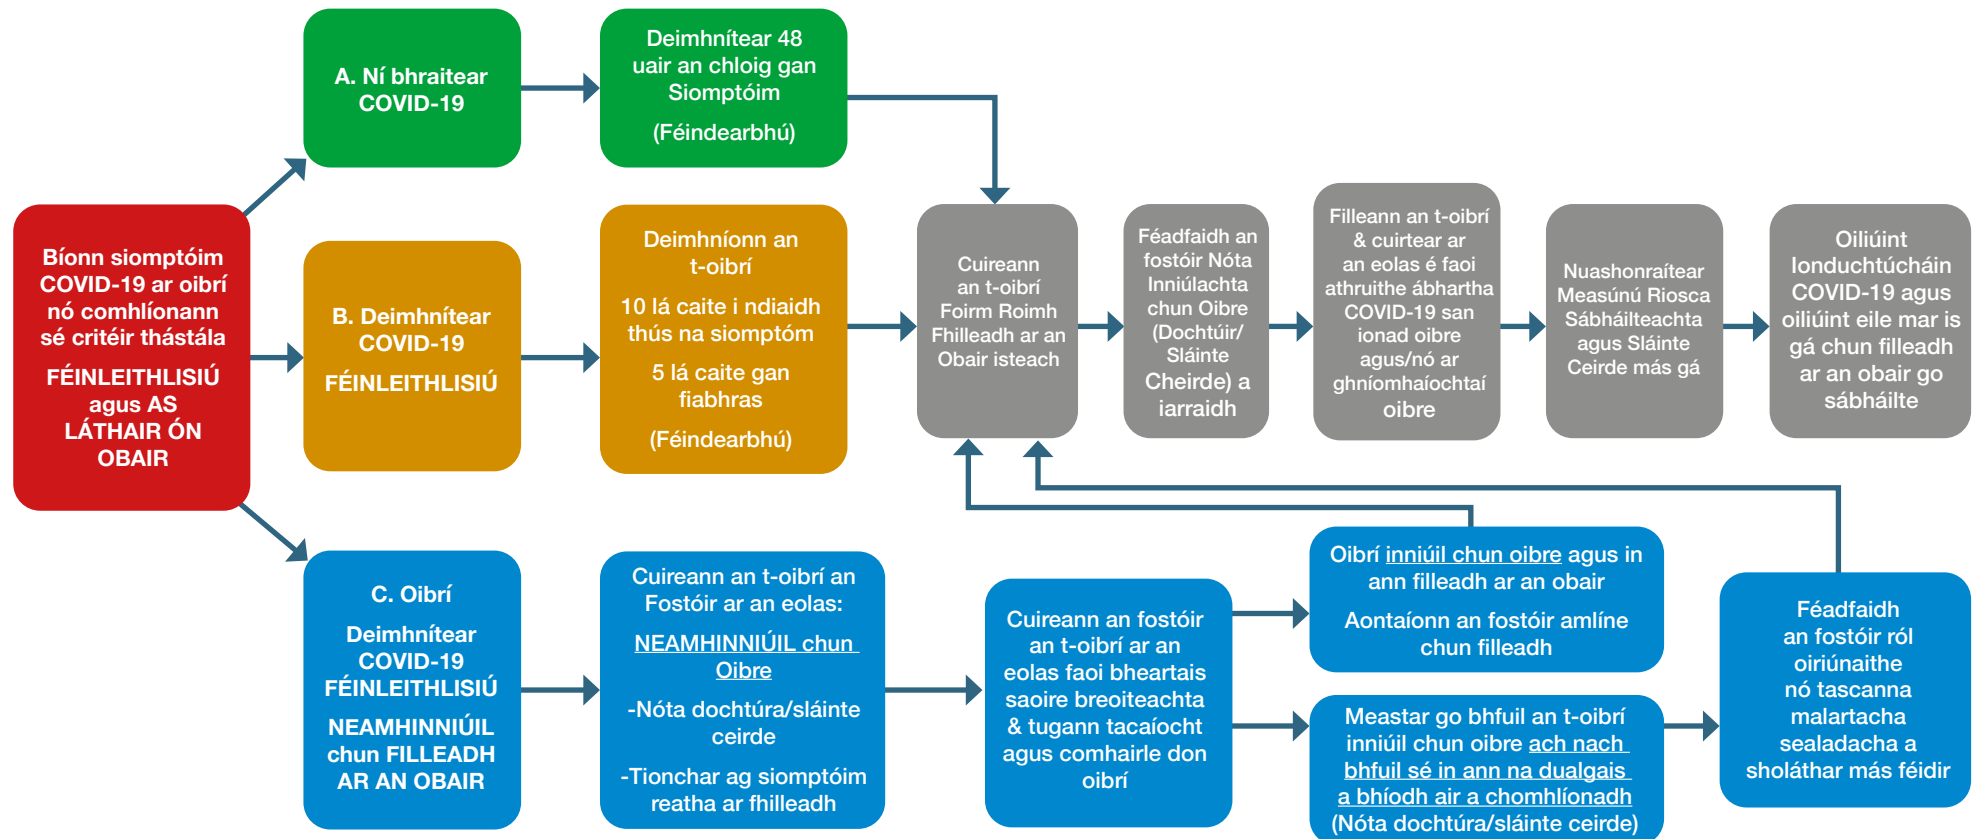 A. Ní bhraitear
COVID-19
Deimhnítear 48
uair an chloig gan
Siomptóim
(Féindearbhú)
Bíonn siomptóim
COVID-19 ar oibrí
nó comhlíonann
sé critéir thástála
FÉINLEITHLISIÚ
agus AS
LÁTHAIR ÓN
OBAIR
B. Deimhnítear
COVID-19
FÉINLEITHLISIÚ
Deimhníonn an
t-oibrí
10 lá caite i ndiaidh
thús na siomptóm
5 lá caite gan
fiabhras
(Féindearbhú)
Cuireann
an t-oibrí
Foirm Roimh
Fhilleadh ar an
Obair isteach
Féadfaidh an
fostóir Nóta
Inniúlachta
chun Oibre
(Dochtúir/
Sláinte
Cheirde) a
iarraidh
Filleann an t-oibrí
& cuirtear ar
an eolas é faoi
athruithe ábhartha
COVID-19 san
ionad oibre
agus/nó ar
ghníomhaíochtaí
oibre
Nuashonraítear
Measúnú Riosca
Sábháilteachta
agus Sláinte
Ceirde más gá
Oiliúint
Ionduchtúcháin
COVID-19 agus
oiliúint eile mar is
gá chun filleadh
ar an obair go
sábháilte
C. Oibrí
Deimhnítear
COVID-19
FÉINLEITHLISIÚ
NEAMHINNIÚIL
chun FILLEADH
AR AN OBAIR
Cuireann an t-oibrí an
Fostóir ar an eolas:
NEAMHINNIÚIL chun
Oibre
-Nóta dochtúra/sláinte
ceirde
-Tionchar ag siomptóim
reatha ar fhilleadh
Cuireann an fostóir
an t-oibrí ar an
eolas faoi bheartais
saoire breoiteachta
& tugann tacaíocht
agus comhairle don
oibrí
Oibrí inniúil chun oibre agus in
ann filleadh ar an obair
Aontaíonn an fostóir amlíne
chun filleadh
Meastar go bhfuil an t-oibrí
inniúil chun oibre ach nach
bhfuil sé in ann na dualgais
a bhíodh air a chomhlíonadh
(Nóta dochtúra/sláinte ceirde)
Féadfaidh
an fostóir ról
oiriúnaithe
nó tascanna
malartacha
sealadacha a
sholáthar más féidir